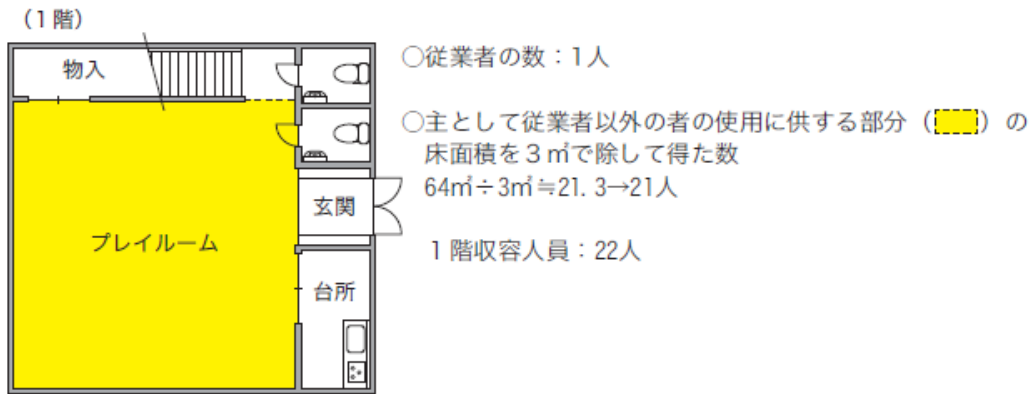 （1階）
物入
プレイルーム
玄関
台所
○従業者の数：1人
○主として従業者以外の者の使用に供する部分（　　）の
床面積を３㎡で除して得た数
64㎡÷3㎡≒21.3→21人
１階収容人員：22人